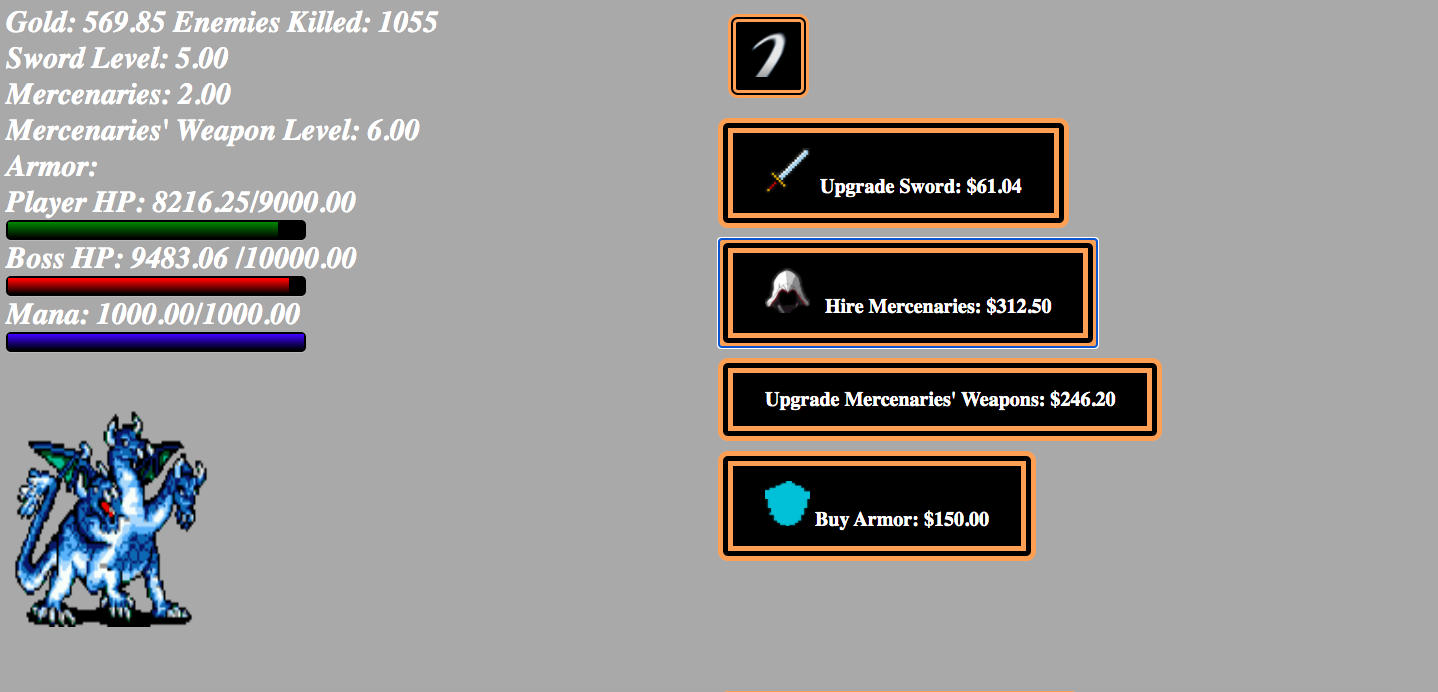 Gold: 569.85 Enemies Killed: 1055
Sword Level: 5.00
Mercenaries: 2.00
Mercenaries' Weapon Level: 6.00
Armor:
Player HP: 8216.25/9000.00
Boss HP: 9483.06 /10000.00
Mana: 1000.00/1000.00
Upgrade Sword: $61.04
Hire Mercenaries: $312.50
Upgrade Mercenaries' Weapons: $246.20
Buy Armor: $150.00